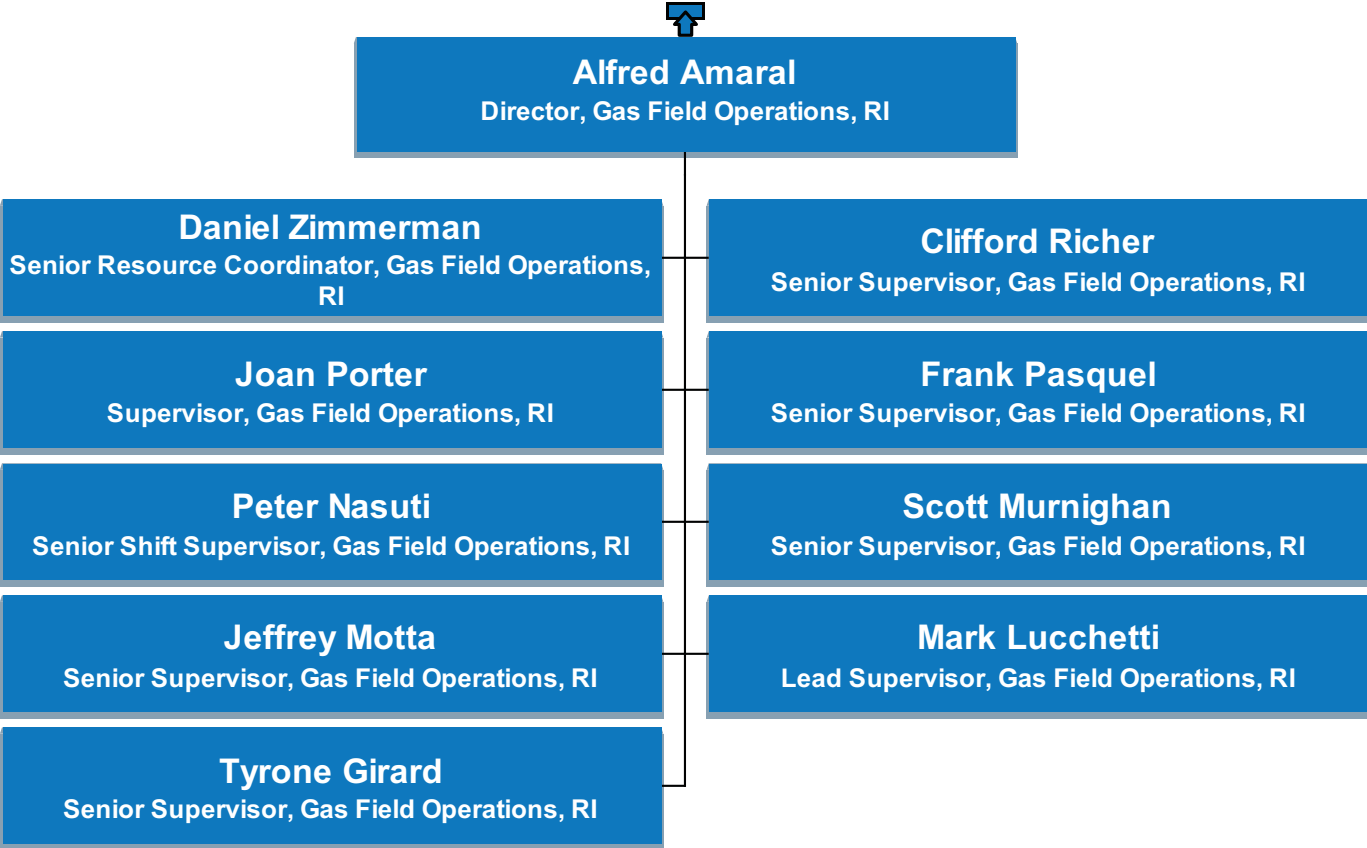 Alfred Amaral
Director, Gas Field Operations, RI
Daniel Zimmerman
Senior Resource Coordinator, Gas Field Operations,
RI
Clifford Richer
Senior Supervisor, Gas Field Operations, RI
Joan Porter
Supervisor, Gas Field Operations, RI
Frank Pasquel
Senior Supervisor, Gas Field Operations, RI
Peter Nasuti
Senior Shift Supervisor, Gas Field Operations, RI
Scott Murnighan
Senior Supervisor, Gas Field Operations, RI
Jeffrey Motta
Senior Supervisor, Gas Field Operations, RI
Mark Lucchetti
Lead Supervisor, Gas Field Operations, RI
Tyrone Girard
Senior Supervisor, Gas Field Operations, RI